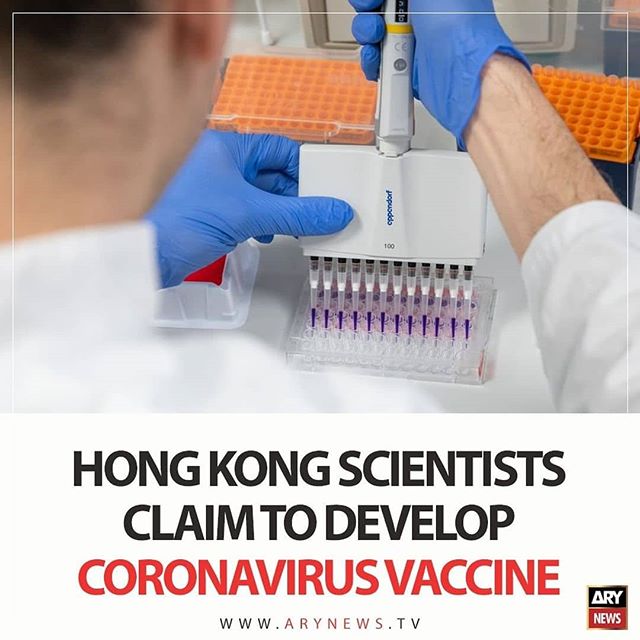 eppendorf
100
HONG KONG SCIENTISTS
CLAIM TO DEVELOP
CORONAVIRUS VACCINE
WWW.ARYNEWS.TV
ARY
NEWS